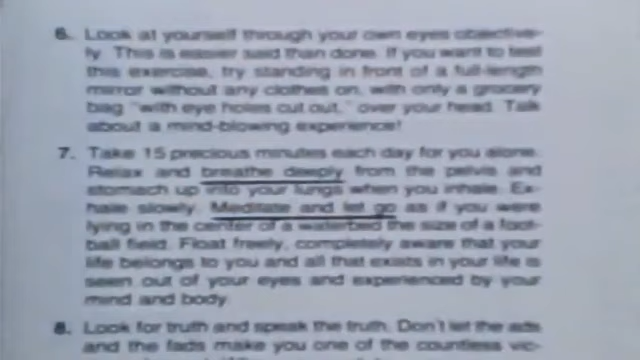 6. Look at yourself through your own eyes objective-
ly. This is easier said than done. If you want to test
this exercise, try standing in front of a full-length
mirror without any clothes on, with only a grocery
bag "with eye holes cut out," over your head. Talk
about a mind-blowing experience!
7. Take 15 precious minutes each day for you alone.
Relax and breathe deeply from the pelvis and
stomach up into your lungs when you inhale. Ex-
hale slowly. Meditate and let go as if you were
lying in the center of a waterbed the size of a foot-
ball field. Float freely, completely aware that your
life belongs to you and all that exists in your life is
seen out of your eyes and experienced by your
mind and body.
8. Look for truth and speak the truth. Don't let the ads
and the fads make you one of the countless vic-